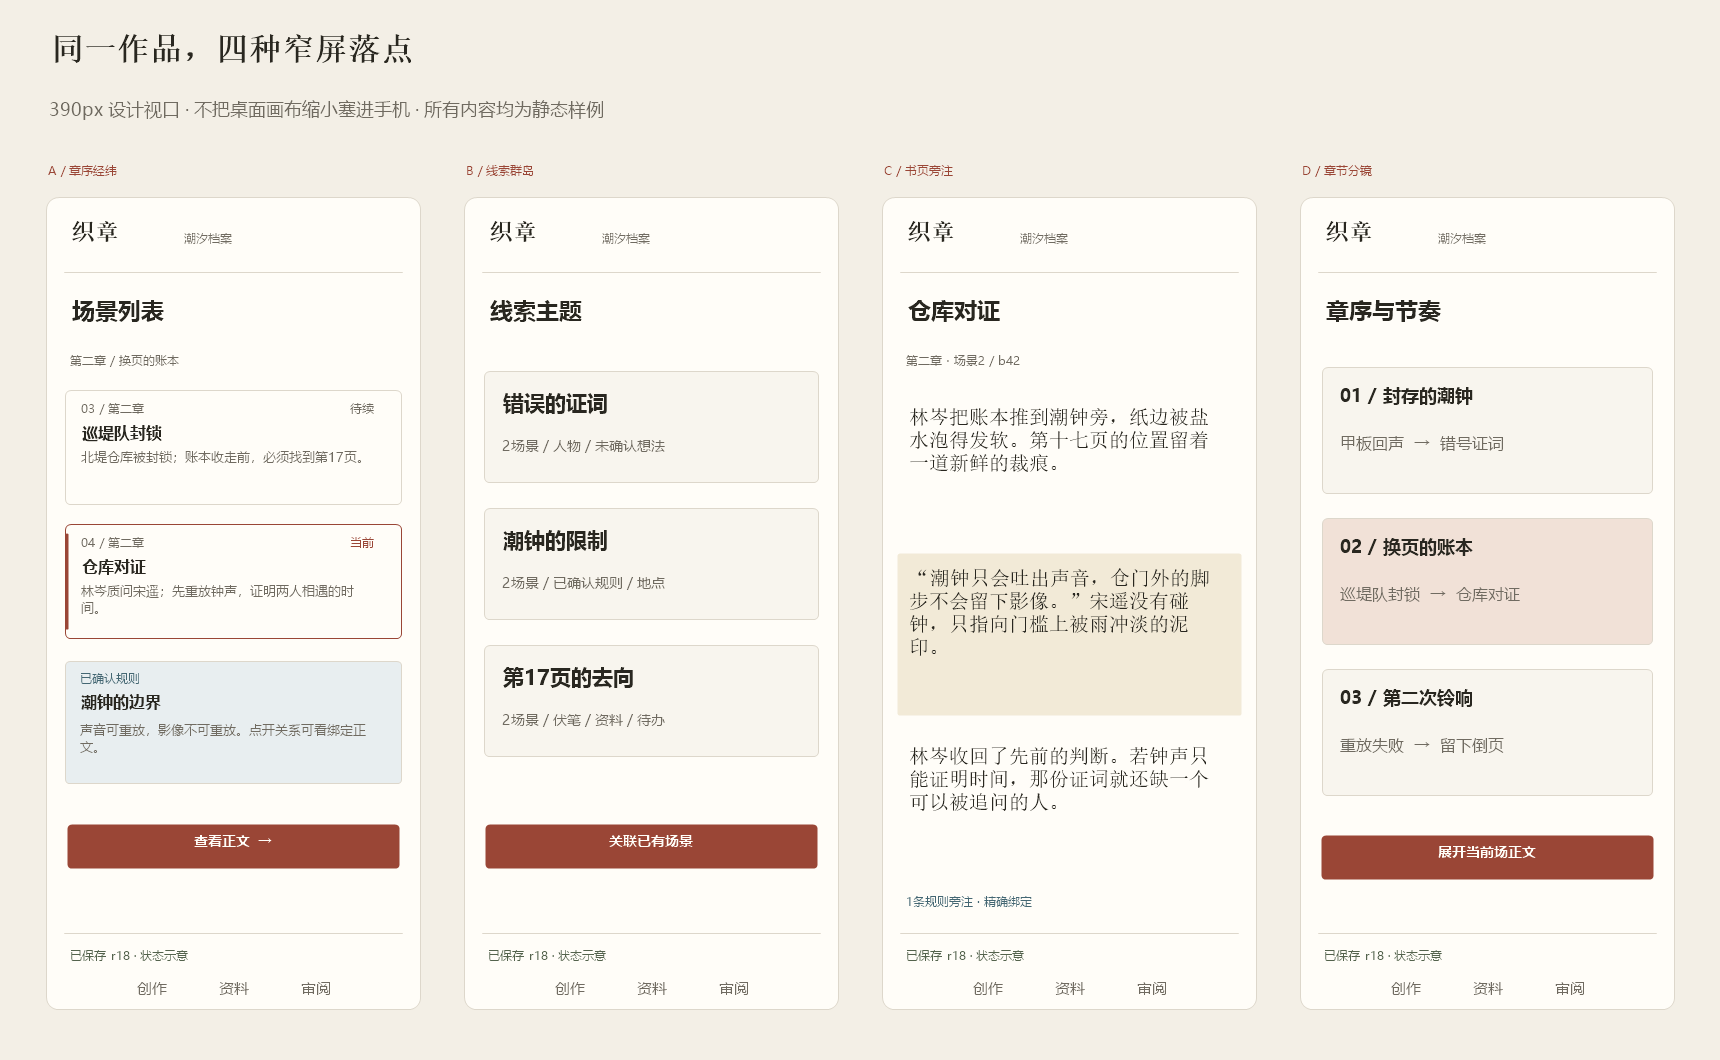 同一作品，四种窄屏落点
390px 设计视口 · 不把桌面画布缩小塞进手机 · 所有内容均为静态样例
A / 章序经纬
织章
潮汐档案
场景列表
第二章 / 换页的账本
03 / 第二章
待续
巡堤队封锁
北堤仓库被封锁；账本收走前，必须找到第17页。
04 / 第二章
当前
仓库对证
林岑质问宋遥；先重放钟声，证明两人相遇的时
间。
已确认规则
潮钟的边界
声音可重放，影像不可重放。点开关系可看绑定正
文。
查看正文 →
已保存 r18 · 状态示意
创作 资料 审阅
B / 线索群岛
织章
潮汐档案
线索主题
错误的证词
2场景 / 人物 / 未确认想法
潮钟的限制
2场景 / 已确认规则 / 地点
第17页的去向
2场景 / 伏笔 / 资料 / 待办
关联已有场景
已保存 r18 · 状态示意
创作 资料 审阅
C / 书页旁注
织章
潮汐档案
仓库对证
第二章 · 场景2 / b42
林岑把账本推到潮钟旁，纸边被盐
水泡得发软。第十七页的位置留着
一道新鲜的裁痕。
“潮钟只会吐出声音，仓门外的脚
步不会留下影像。”宋遥没有碰
钟，只指向门槛上被雨冲淡的泥
印。
林岑收回了先前的判断。若钟声只
能证明时间，那份证词就还缺一个
可以被追问的人。
1条规则旁注 · 精确绑定
已保存 r18 · 状态示意
创作 资料 审阅
D / 章节分镜
织章
潮汐档案
章序与节奏
01 / 封存的潮钟
甲板回声 → 错号证词
02 / 换页的账本
巡堤队封锁 → 仓库对证
03 / 第二次铃响
重放失败 → 留下倒页
展开当前场正文
已保存 r18 · 状态示意
创作 资料 审阅